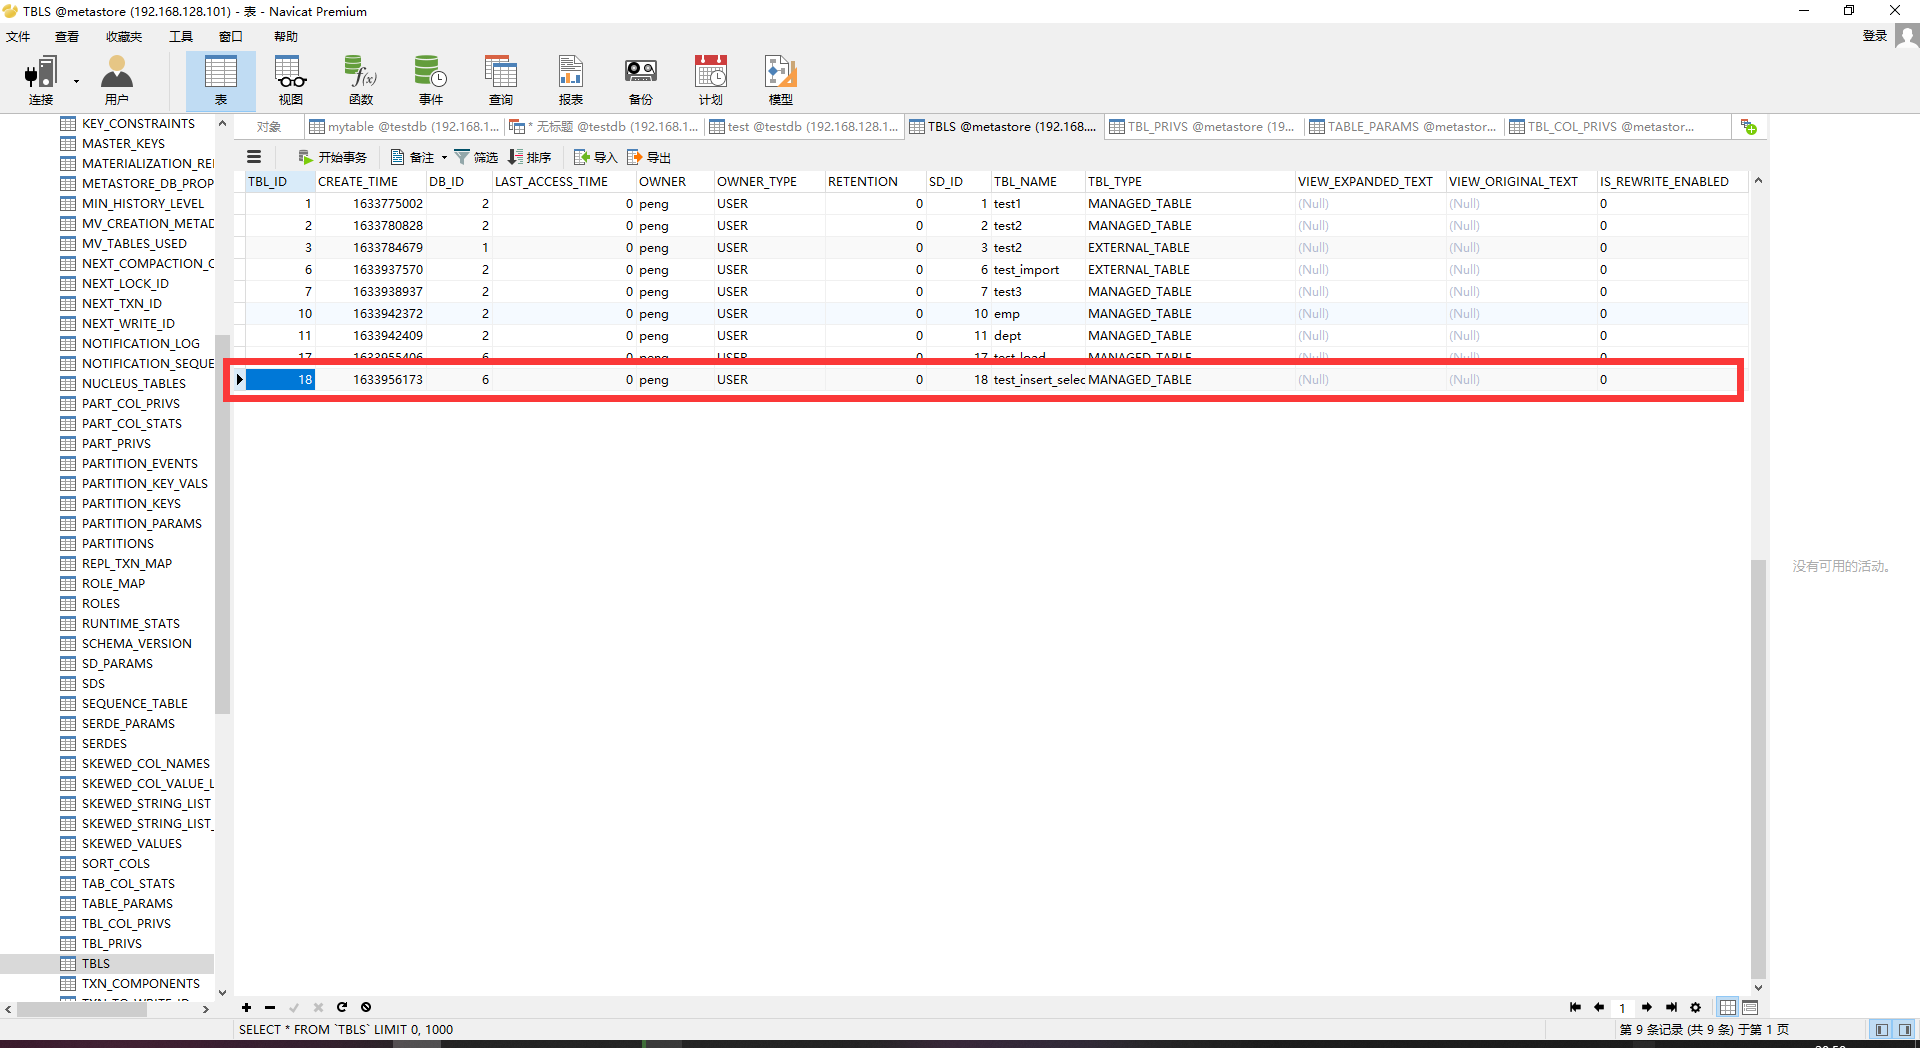 TBLS @metastore (192.168.128.101) - 表 - Navicat Premium
文件 查看 收藏夹 工具 窗口 帮助 登录
连接 用户 表 视图 函数 事件 查询 报表 备份 计划 模型
对象 mytable @testdb (192.168.1... * 无标题 @testdb (192.168.1... test @testdb (192.168.128.1... TBLS @metastore (192.168.... TBL_PRIVS @metastore (19... TABLE_PARAMS @metastor... TBL_COL_PRIVS @metastor...
开始事务 备注 筛选 排序 导入 导出
TBL_ID CREATE_TIME DB_ID LAST_ACCESS_TIME OWNER OWNER_TYPE RETENTION SD_ID TBL_NAME TBL_TYPE VIEW_EXPANDED_TEXT VIEW_ORIGINAL_TEXT IS_REWRITE_ENABLED
1 1633775002 2 0 peng USER 0 1 test1 MANAGED_TABLE (Null) (Null) 0
2 1633780828 2 0 peng USER 0 2 test2 MANAGED_TABLE (Null) (Null) 0
3 1633784679 1 0 peng USER 0 3 test2 EXTERNAL_TABLE (Null) (Null) 0
6 1633937570 2 0 peng USER 0 6 test_import EXTERNAL_TABLE (Null) (Null) 0
7 1633938937 2 0 peng USER 0 7 test3 MANAGED_TABLE (Null) (Null) 0
10 1633942372 2 0 peng USER 0 10 emp MANAGED_TABLE (Null) (Null) 0
11 1633942409 2 0 peng USER 0 11 dept MANAGED_TABLE (Null) (Null) 0
17 1633955406 6 0 peng USER 0 17 test_load MANAGED_TABLE (Null) (Null) 0
18 1633956173 6 0 peng USER 0 18 test_insert_selec MANAGED_TABLE (Null) (Null) 0
KEY_CONSTRAINTS
MASTER_KEYS
MATERIALIZATION_REI
METASTORE_DB_PROP
MIN_HISTORY_LEVEL
MV_CREATION_METAD
MV_TABLES_USED
NEXT_COMPACTION_C
NEXT_LOCK_ID
NEXT_TXN_ID
NEXT_WRITE_ID
NOTIFICATION_LOG
NOTIFICATION_SEQUE
NUCLEUS_TABLES
PART_COL_PRIVS
PART_COL_STATS
PART_PRIVS
PARTITION_EVENTS
PARTITION_KEY_VALS
PARTITION_KEYS
PARTITION_PARAMS
PARTITIONS
REPL_TXN_MAP
ROLE_MAP
ROLES
RUNTIME_STATS
SCHEMA_VERSION
SD_PARAMS
SDS
SEQUENCE_TABLE
SERDE_PARAMS
SERDES
SKEWED_COL_NAMES
SKEWED_COL_VALUE_L
SKEWED_STRING_LIST
SKEWED_STRING_LIST_
SKEWED_VALUES
SORT_COLS
TAB_COL_STATS
TABLE_PARAMS
TBL_COL_PRIVS
TBL_PRIVS
TBLS
TXN_COMPONENTS
没有可用的活动。
1
SELECT * FROM `TBLS` LIMIT 0, 1000
第 9 条记录 (共 9 条) 于第 1 页